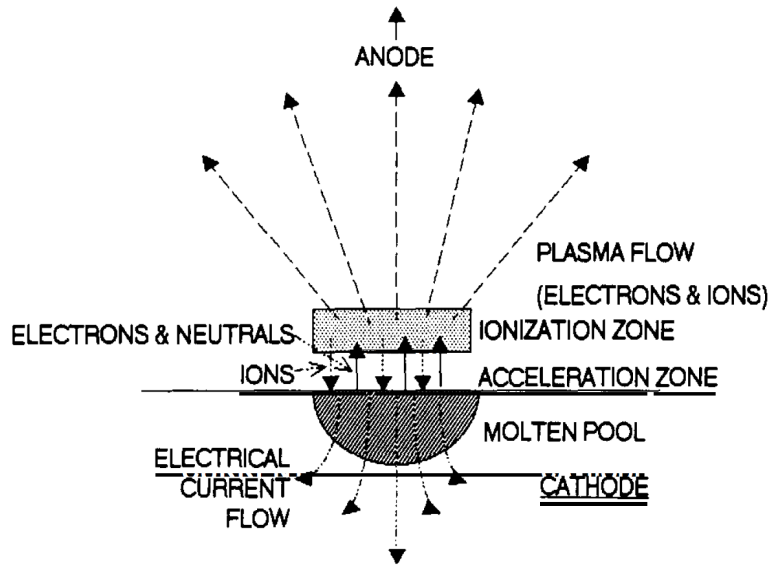 ANODE
PLASMA FLOW
(ELECTRONS & IONS)
ELECTRONS & NEUTRALS
IONIZATION ZONE
IONS
ACCELERATION ZONE
MOLTEN POOL
ELECTRICAL
CURRENT
FLOW
CATHODE